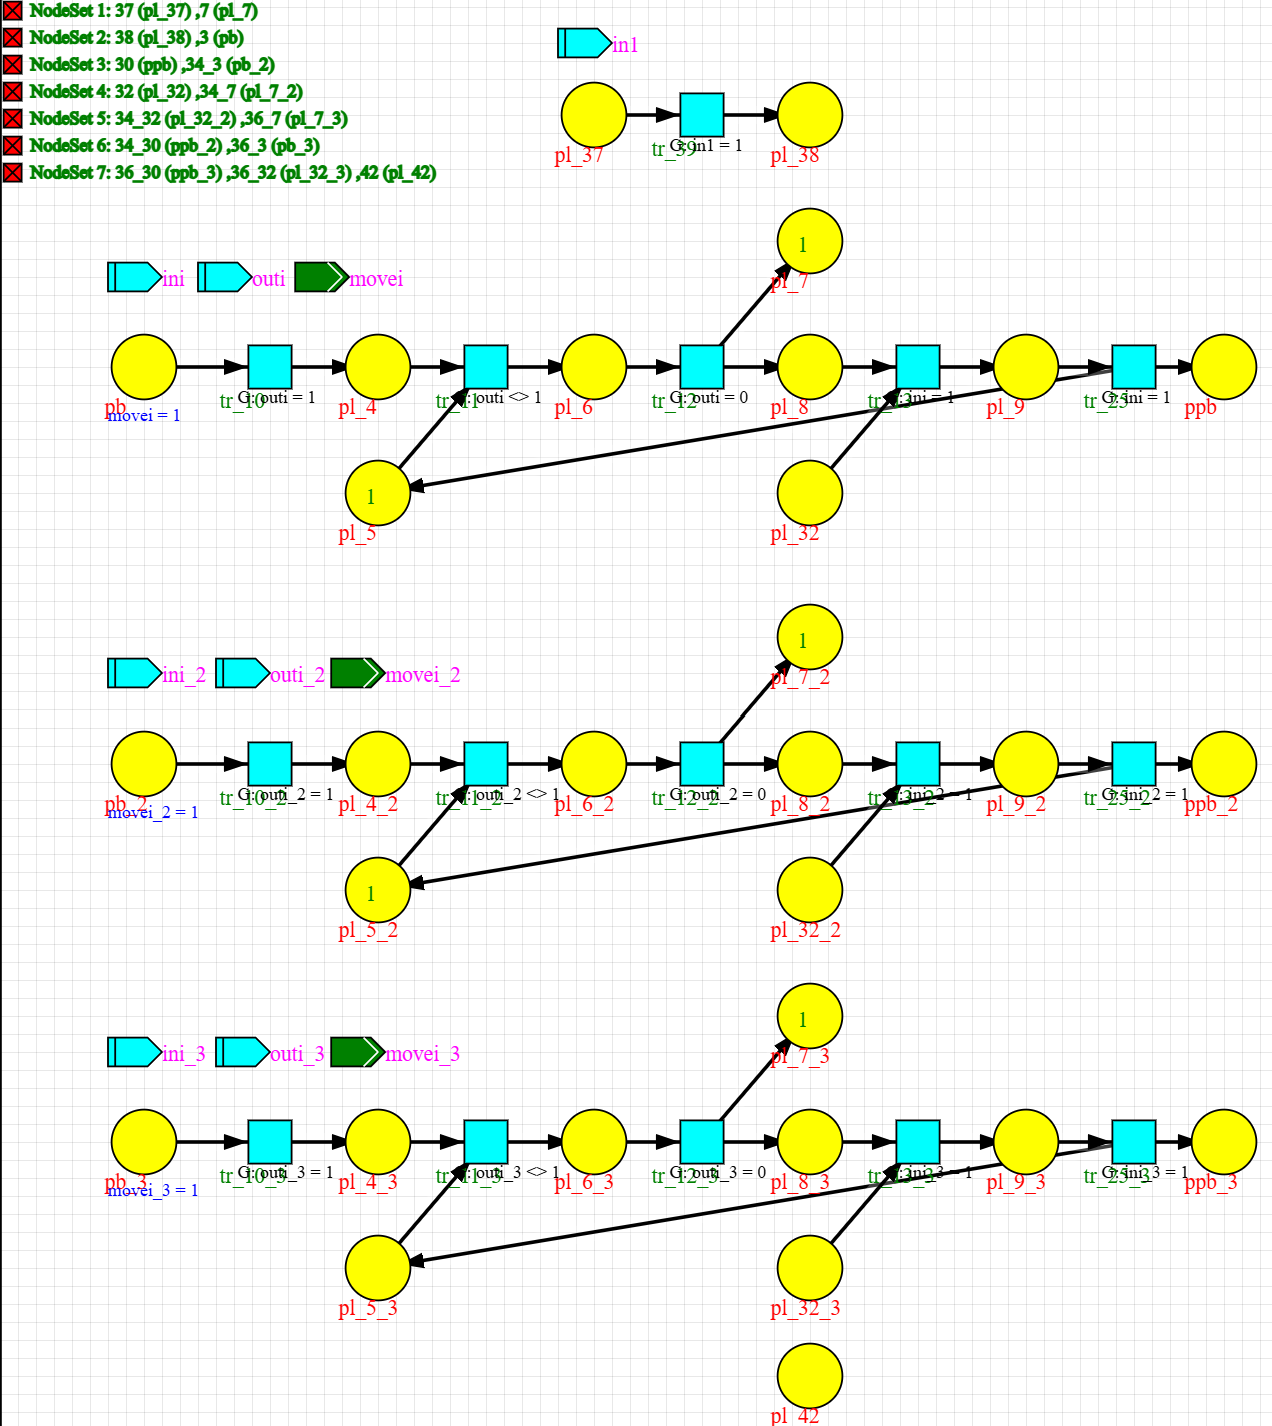 NodeSet 1: 37 (pl_37) ,7 (pl_7)
NodeSet 2: 38 (pl_38) ,3 (pb)
NodeSet 3: 30 (ppb) ,34_3 (pb_2)
NodeSet 4: 32 (pl_32) ,34_7 (pl_7_2)
NodeSet 5: 34_32 (pl_32_2) ,36_7 (pl_7_3)
NodeSet 6: 34_30 (ppb_2) ,36_3 (pb_3)
NodeSet 7: 36_30 (ppb_3) ,36_32 (pl_32_3) ,42 (pl_42)
in1
pl_37 tr_39 G: in1 = 1 pl_38
1
pl_7
ini outi movei
pb tr_10 G: outi = 1 pl_4 tr_11 G: outi <> 1 pl_6 tr_12 G: outi = 0 pl_8 tr_23 G: ini = 1 pl_9 tr_25 G: ini = 1 ppb
movei = 1
1
pl_5 pl_32
1
pl_7_2
ini_2 outi_2 movei_2
pb_2 tr_10_2 G: outi_2 = 1 pl_4_2 tr_11_2 G: outi_2 <> 1 pl_6_2 tr_12_2 G: outi_2 = 0 pl_8_2 tr_23_2 G: ini_2 = 1 pl_9_2 tr_25_2 G: ini_2 = 1 ppb_2
movei_2 = 1
1
pl_5_2 pl_32_2
1
pl_7_3
ini_3 outi_3 movei_3
pb_3 tr_10_3 G: outi_3 = 1 pl_4_3 tr_11_3 G: outi_3 <> 1 pl_6_3 tr_12_3 G: outi_3 = 0 pl_8_3 tr_23_3 G: ini_3 = 1 pl_9_3 tr_25_3 G: ini_3 = 1 ppb_3
movei_3 = 1
pl_5_3 pl_32_3
pl_42